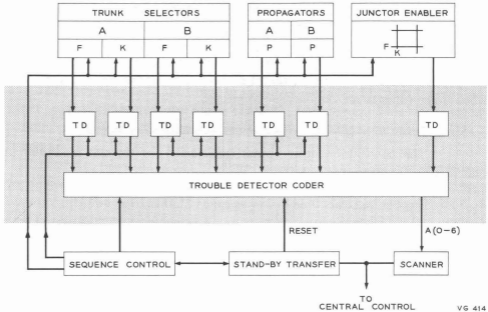 TRUNK SELECTORS
PROPAGATORS
JUNCTOR ENABLER
A B
A B
F K F K
P P
F
K
TD TD TD TD TD TD TD
TROUBLE DETECTOR CODER
RESET
A(0-6)
SEQUENCE CONTROL
STAND-BY TRANSFER
SCANNER
TO
CENTRAL CONTROL
VG 414